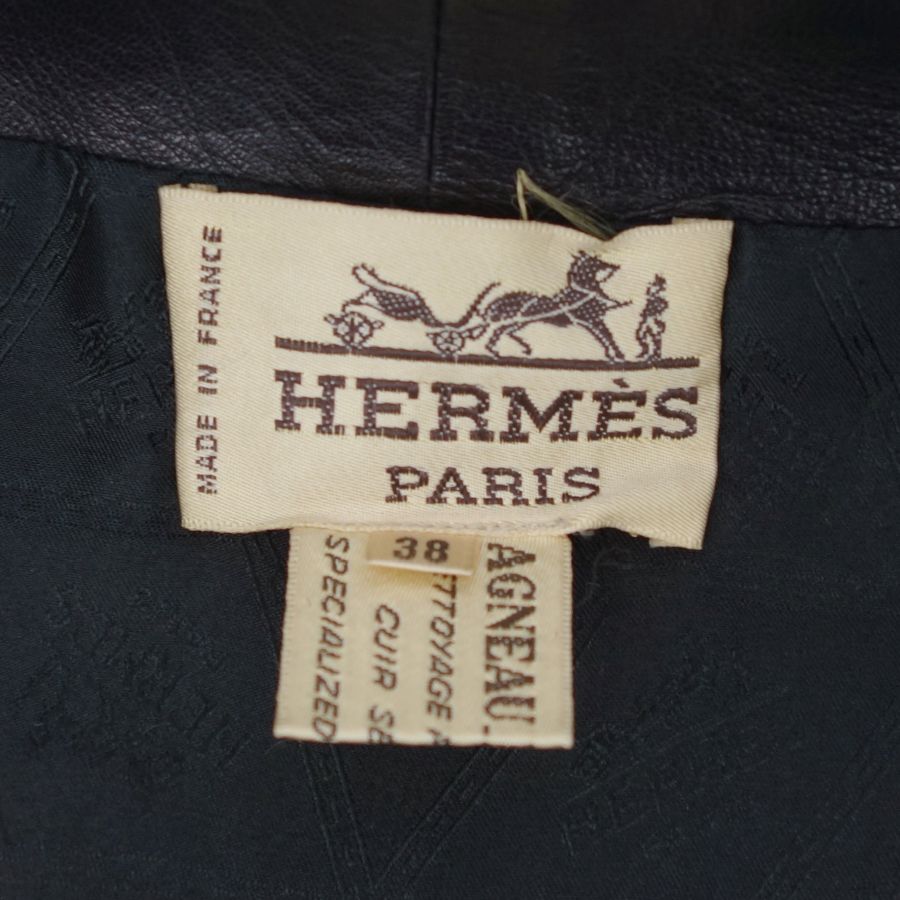 MADE IN FRANCE
HERMÈS
PARIS
38
AGNEAU.
CUIR
SPECIALIZED